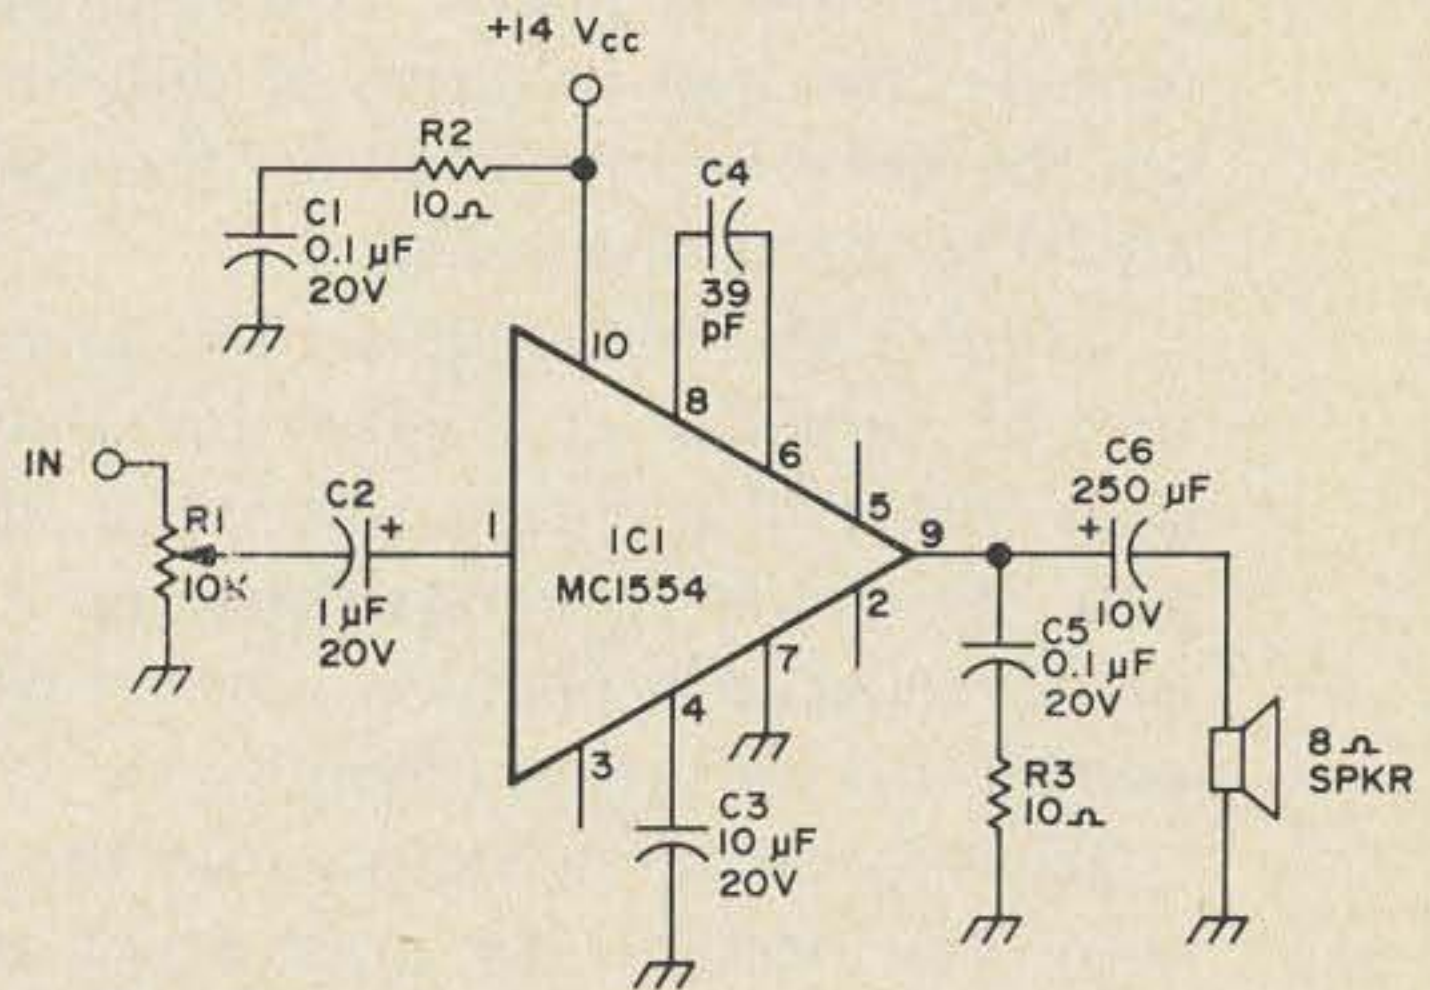 +14 Vcc
R2
10Ω
C1
0.1 µF
20V
C4
39
pF
10
8
6
5
9
2
7
4
3
1
IN
R1
10K
C2
+
1 µF
20V
IC1
MC1554
C6
250 µF
+
10V
C5
0.1 µF
20V
R3
10Ω
C3
10 µF
20V
8Ω
SPKR